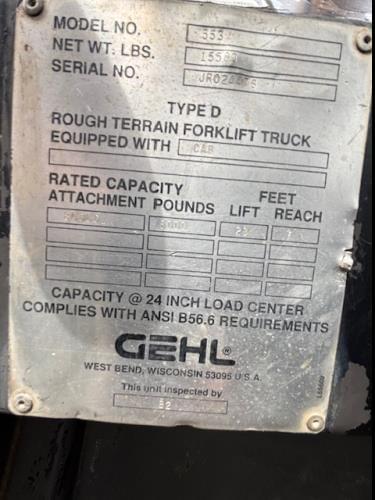 MODEL NO. 553
NET WT. LBS.
SERIAL NO.
TYPE D
ROUGH TERRAIN FORKLIFT TRUCK
EQUIPPED WITH CAB
RATED CAPACITY FEET
ATTACHMENT POUNDS LIFT REACH
CAPACITY @ 24 INCH LOAD CENTER
COMPLIES WITH ANSI B56.6 REQUIREMENTS
GEHL®
WEST BEND, WISCONSIN 53095 U.S.A.
This unit inspected by
82